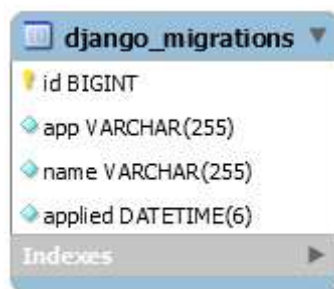 django_migrations
id BIGINT
app VARCHAR(255)
name VARCHAR(255)
applied DATETIME(6)
Indexes